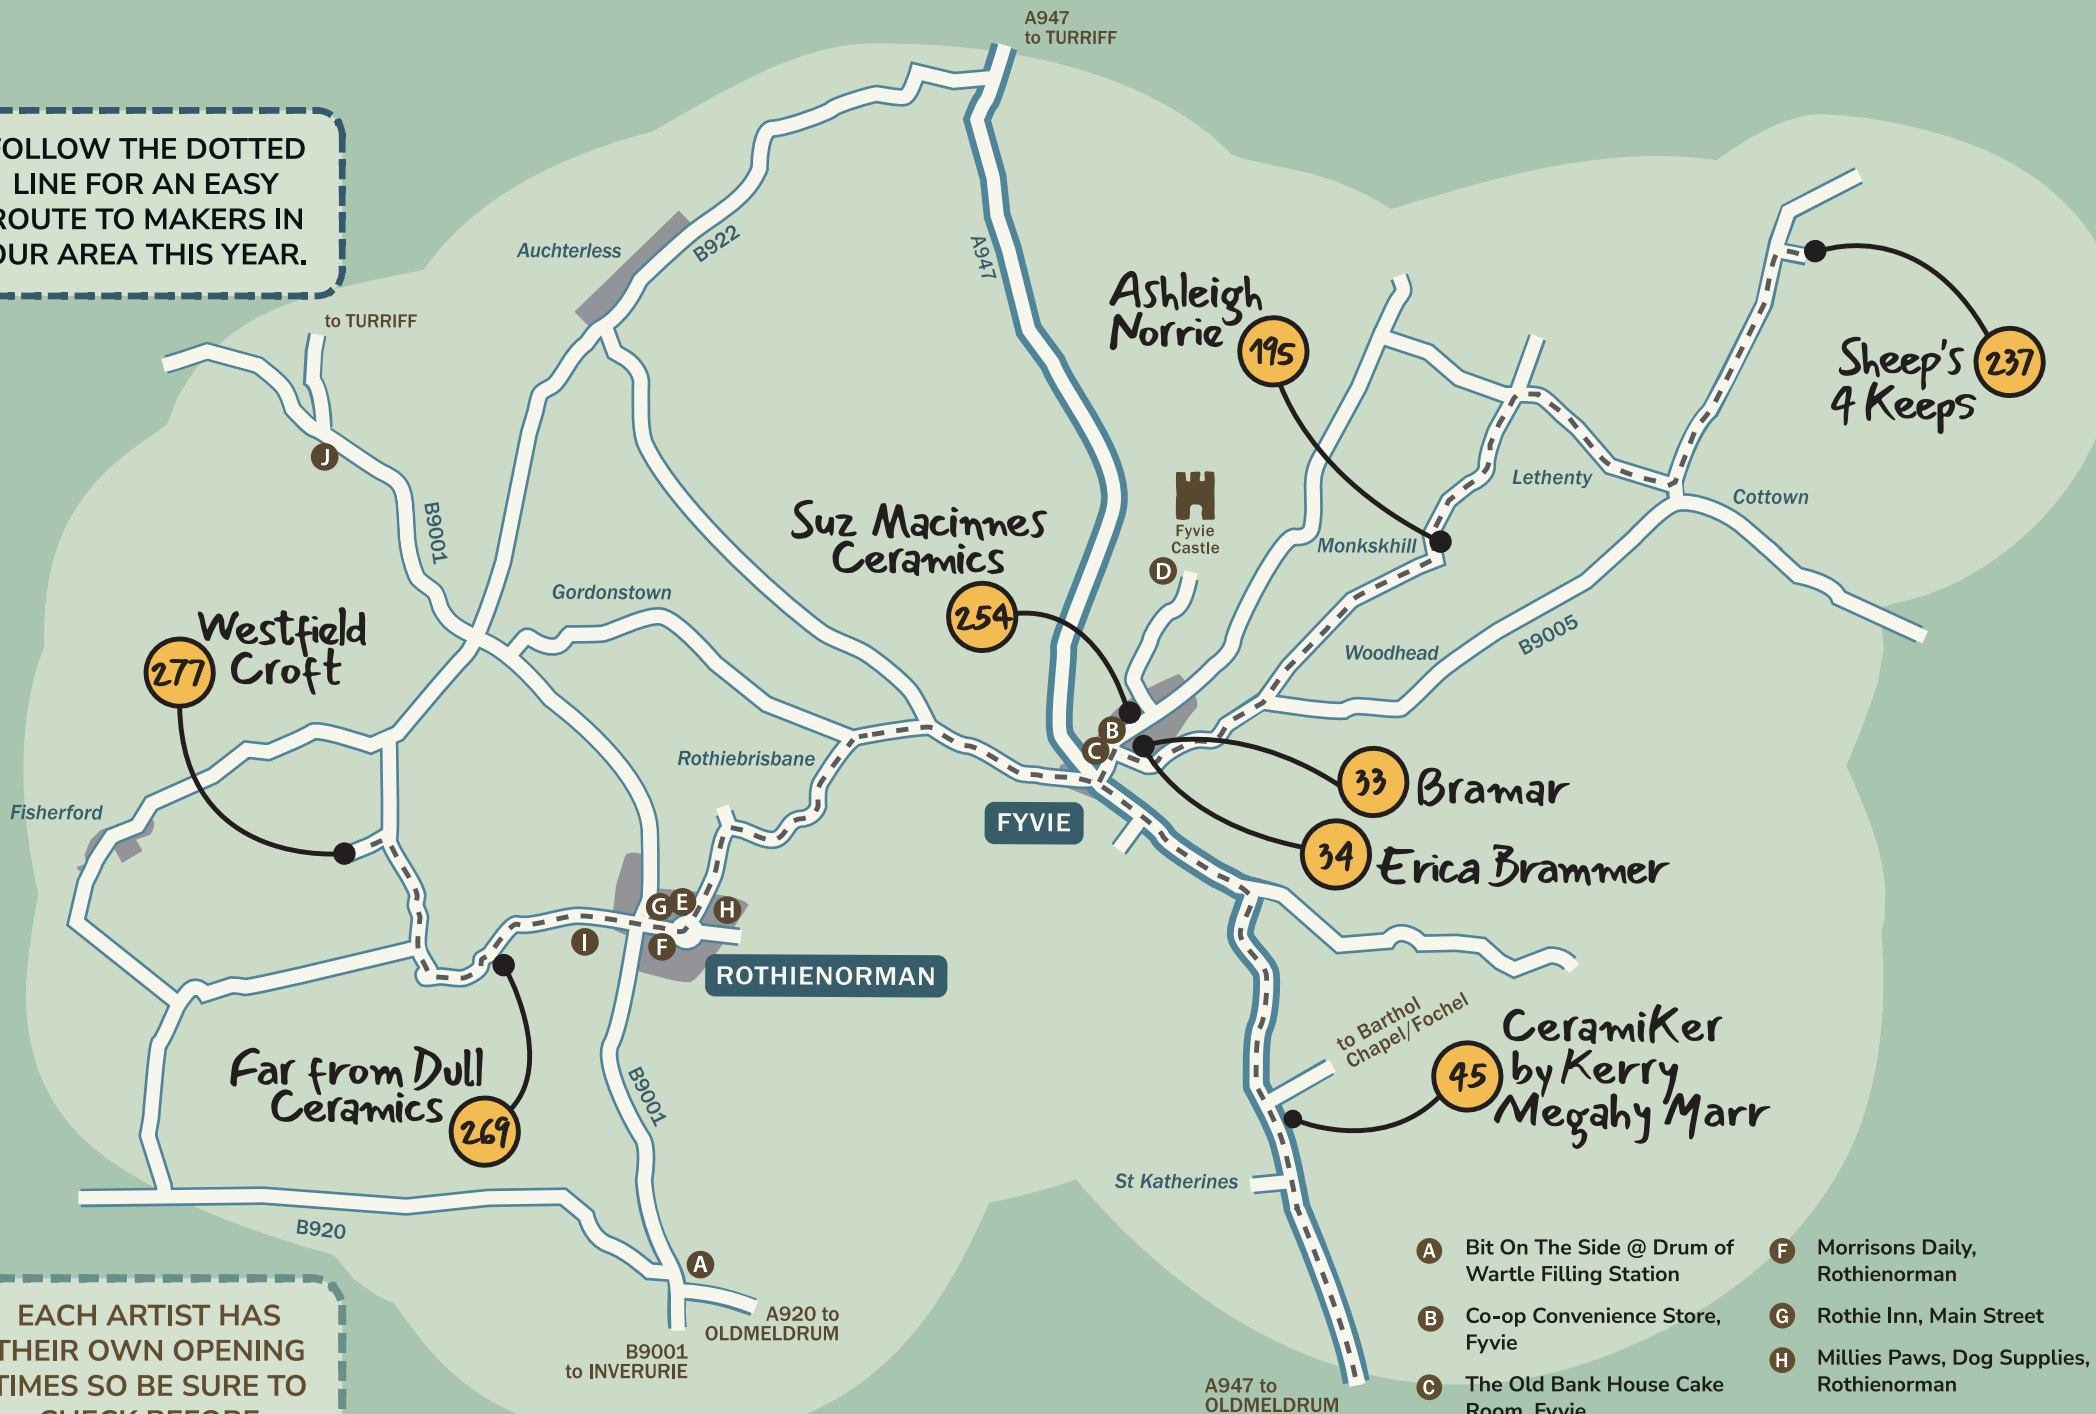 A947
to TURRIFF
FOLLOW THE DOTTED
LINE FOR AN EASY
ROUTE TO MAKERS IN
OUR AREA THIS YEAR.
Auchterless
B922
A947
to TURRIFF
Ashleigh
Norrie
195
Sheep's
4 Keeps
237
J
B9001
Suz Macinnes
Ceramics
254
Fyvie
Castle
D
Lethenty
Cottown
Monkskhill
Gordonstown
Westfield
Croft
277
Woodhead
B9005
B
C
Rothiebrisbane
33
Bramar
Fisherford
FYVIE
34
Erica Brammer
G
E
H
I
F
ROTHIENORMAN
to Barthol
Chapel/Fochel
CeramiKer
by Kerry
Megahy Marr
45
Far from Dull
Ceramics
269
B9001
St Katherines
B920
A
A920 to
OLDMELDRUM
B9001
to INVERURIE
A947 to
OLDMELDRUM
EACH ARTIST HAS
THEIR OWN OPENING
TIMES SO BE SURE TO
CHECK BEFORE
A Bit On The Side @ Drum of
Wartle Filling Station
B Co-op Convenience Store,
Fyvie
C The Old Bank House Cake
Room, Fyvie
F Morrisons Daily,
Rothienorman
G Rothie Inn, Main Street
H Millies Paws, Dog Supplies,
Rothienorman